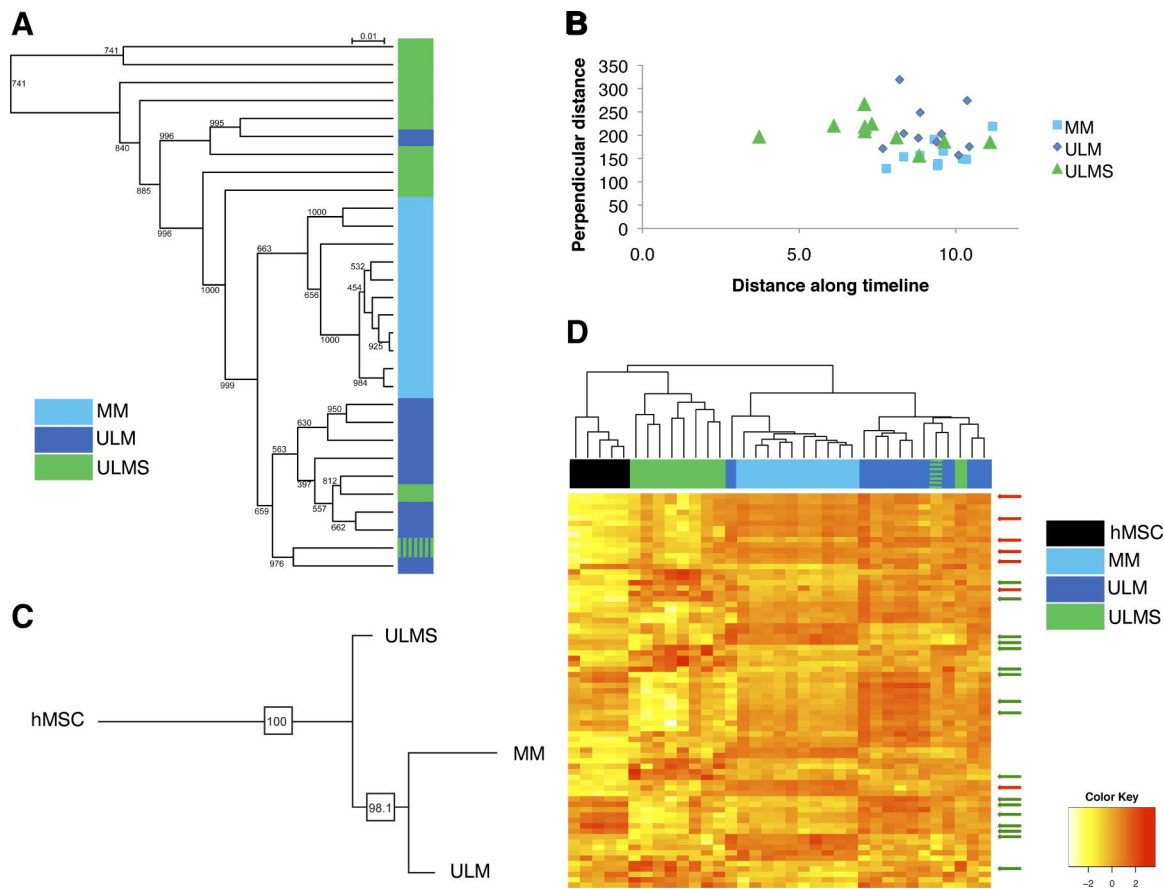 A
0.01
741
741
840
995
996
885
996
1000
663
1000
532
454
656
925
1000
984
999
950
630
563
812
397
557
659
662
976
MM
ULM
ULMS
B
Perpendicular distance
350
300
250
200
150
100
50
0
0.0 5.0 10.0
Distance along timeline
MM
ULM
ULMS
C
hMSC
100
ULMS
MM
98.1
ULM
D
hMSC
MM
ULM
ULMS
Color Key
−2 0 2